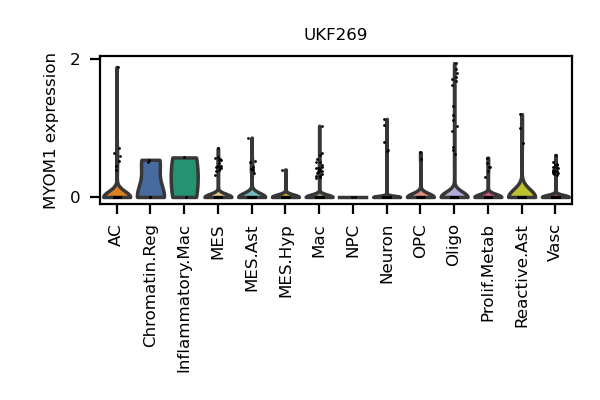 UKF269
MYOM1 expression
2
0
AC
Chromatin.Reg
Inflammatory.Mac
MES
MES.Ast
MES.Hyp
Mac
NPC
Neuron
OPC
Oligo
Prolif.Metab
Reactive.Ast
Vasc